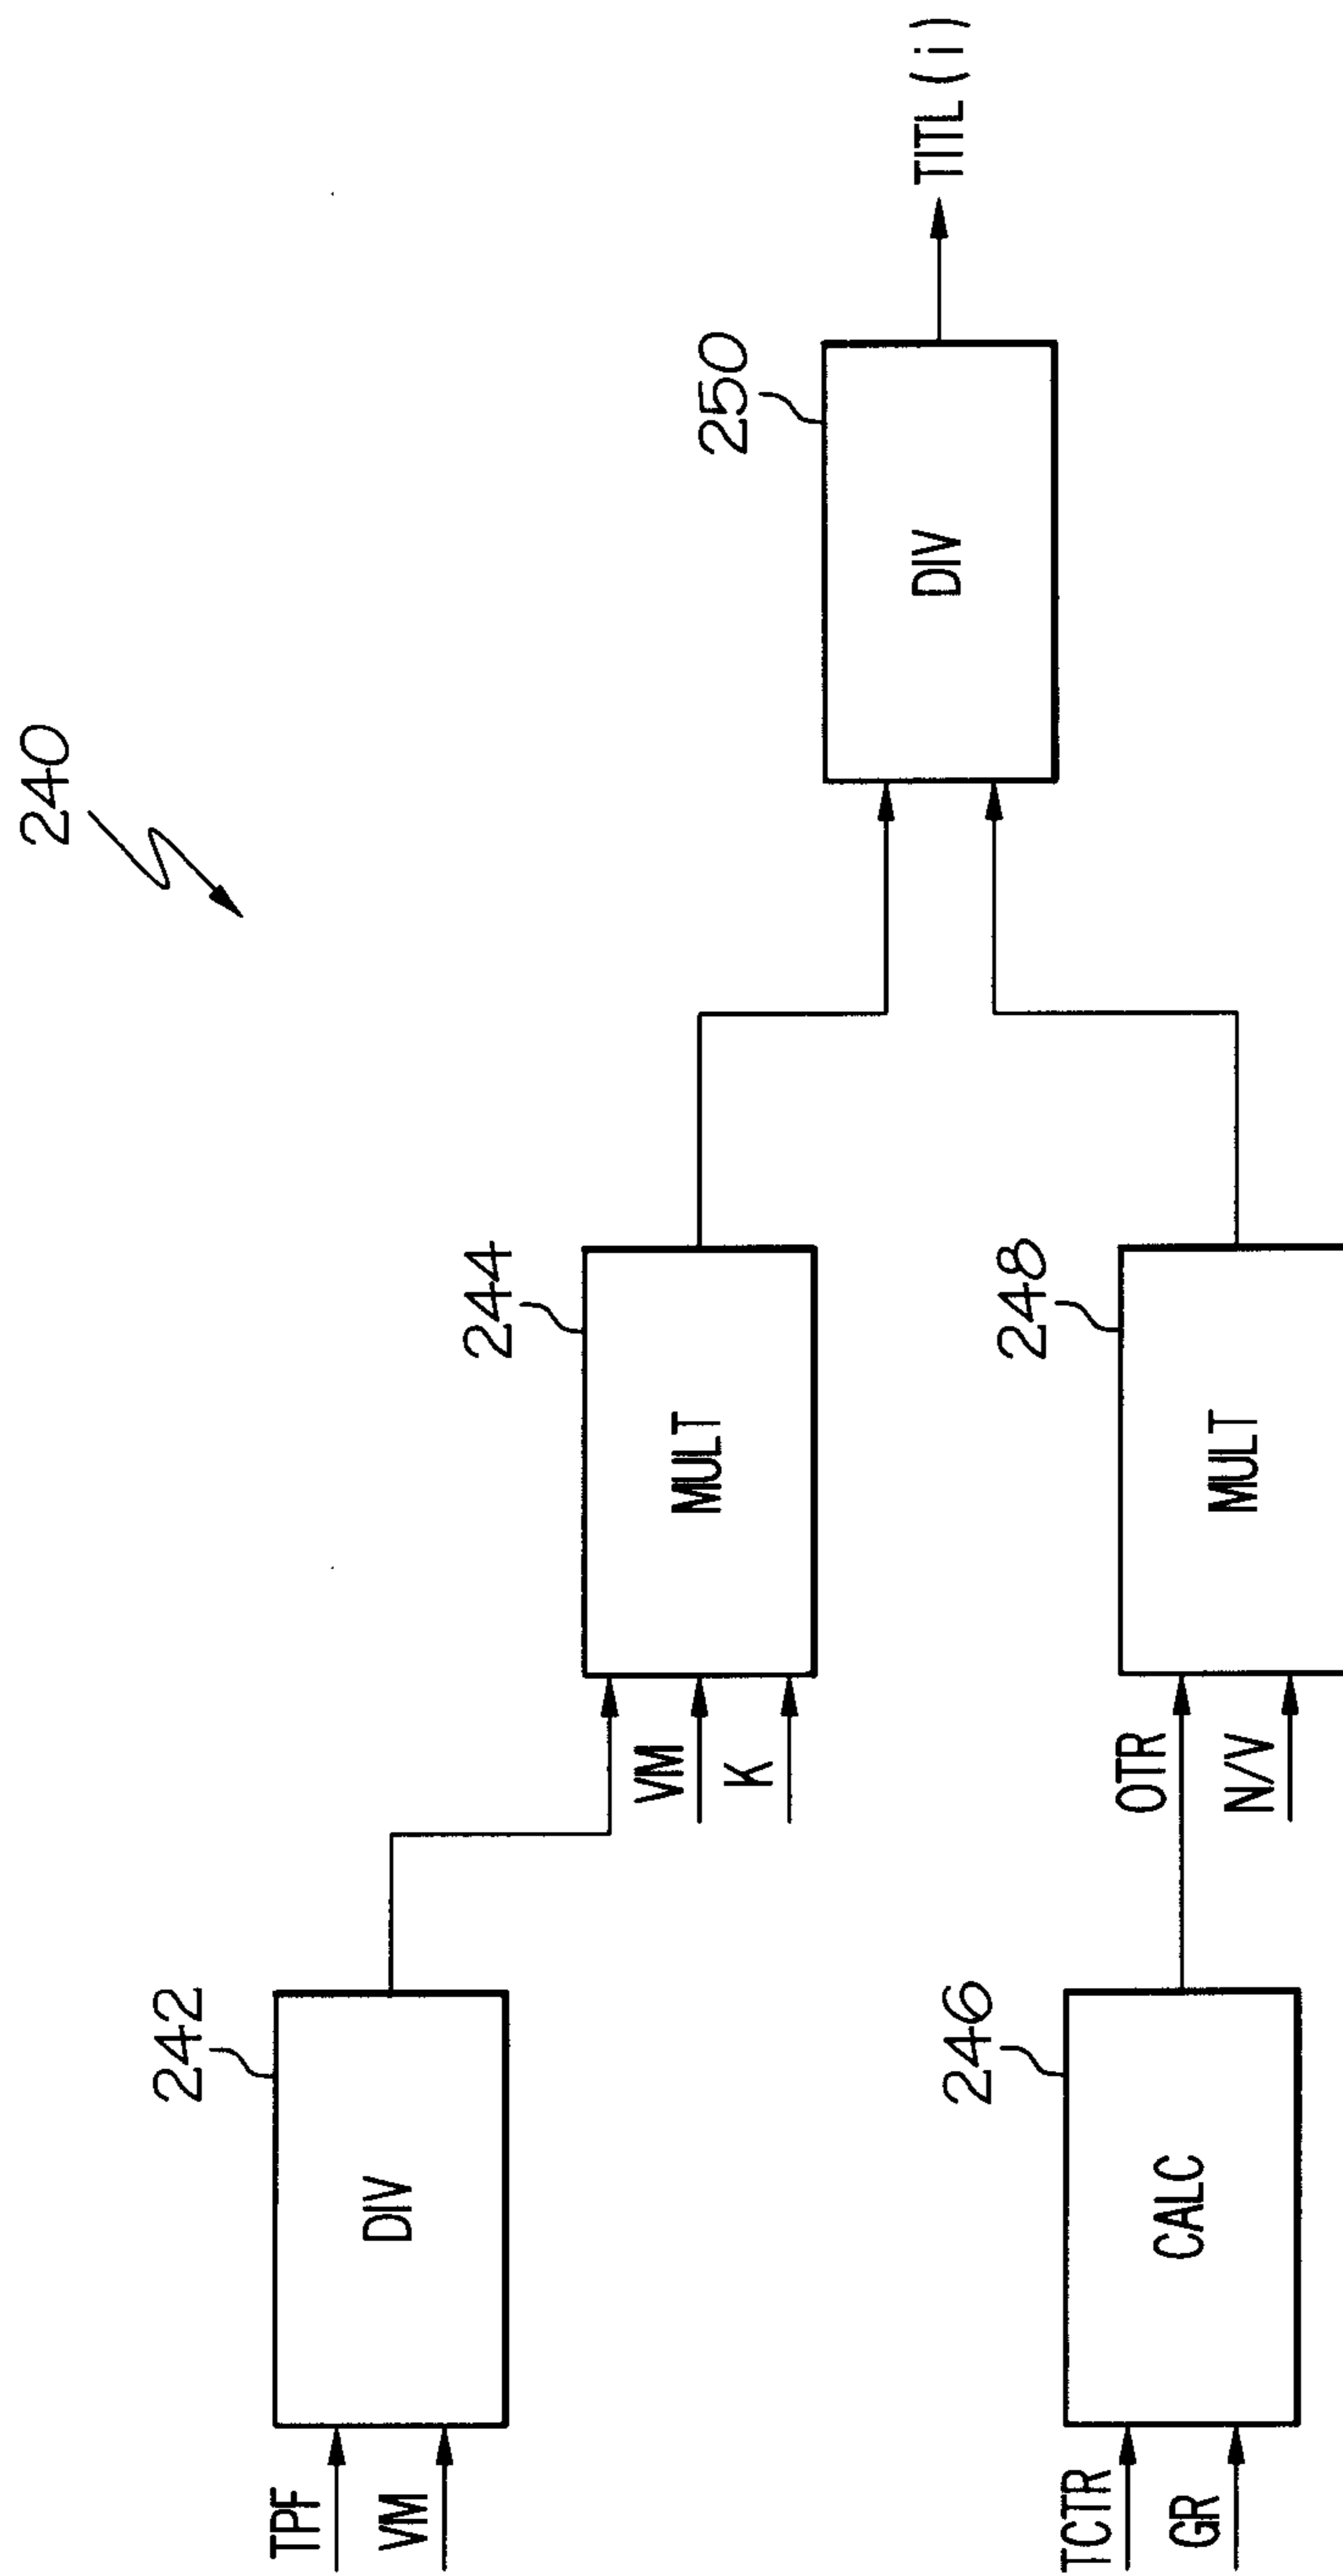 240
TPF
VM
242
DIV
VM
K
244
MULT
TCTR
GR
246
CALC
OTR
N/V
248
MULT
250
DIV
TITL(i)